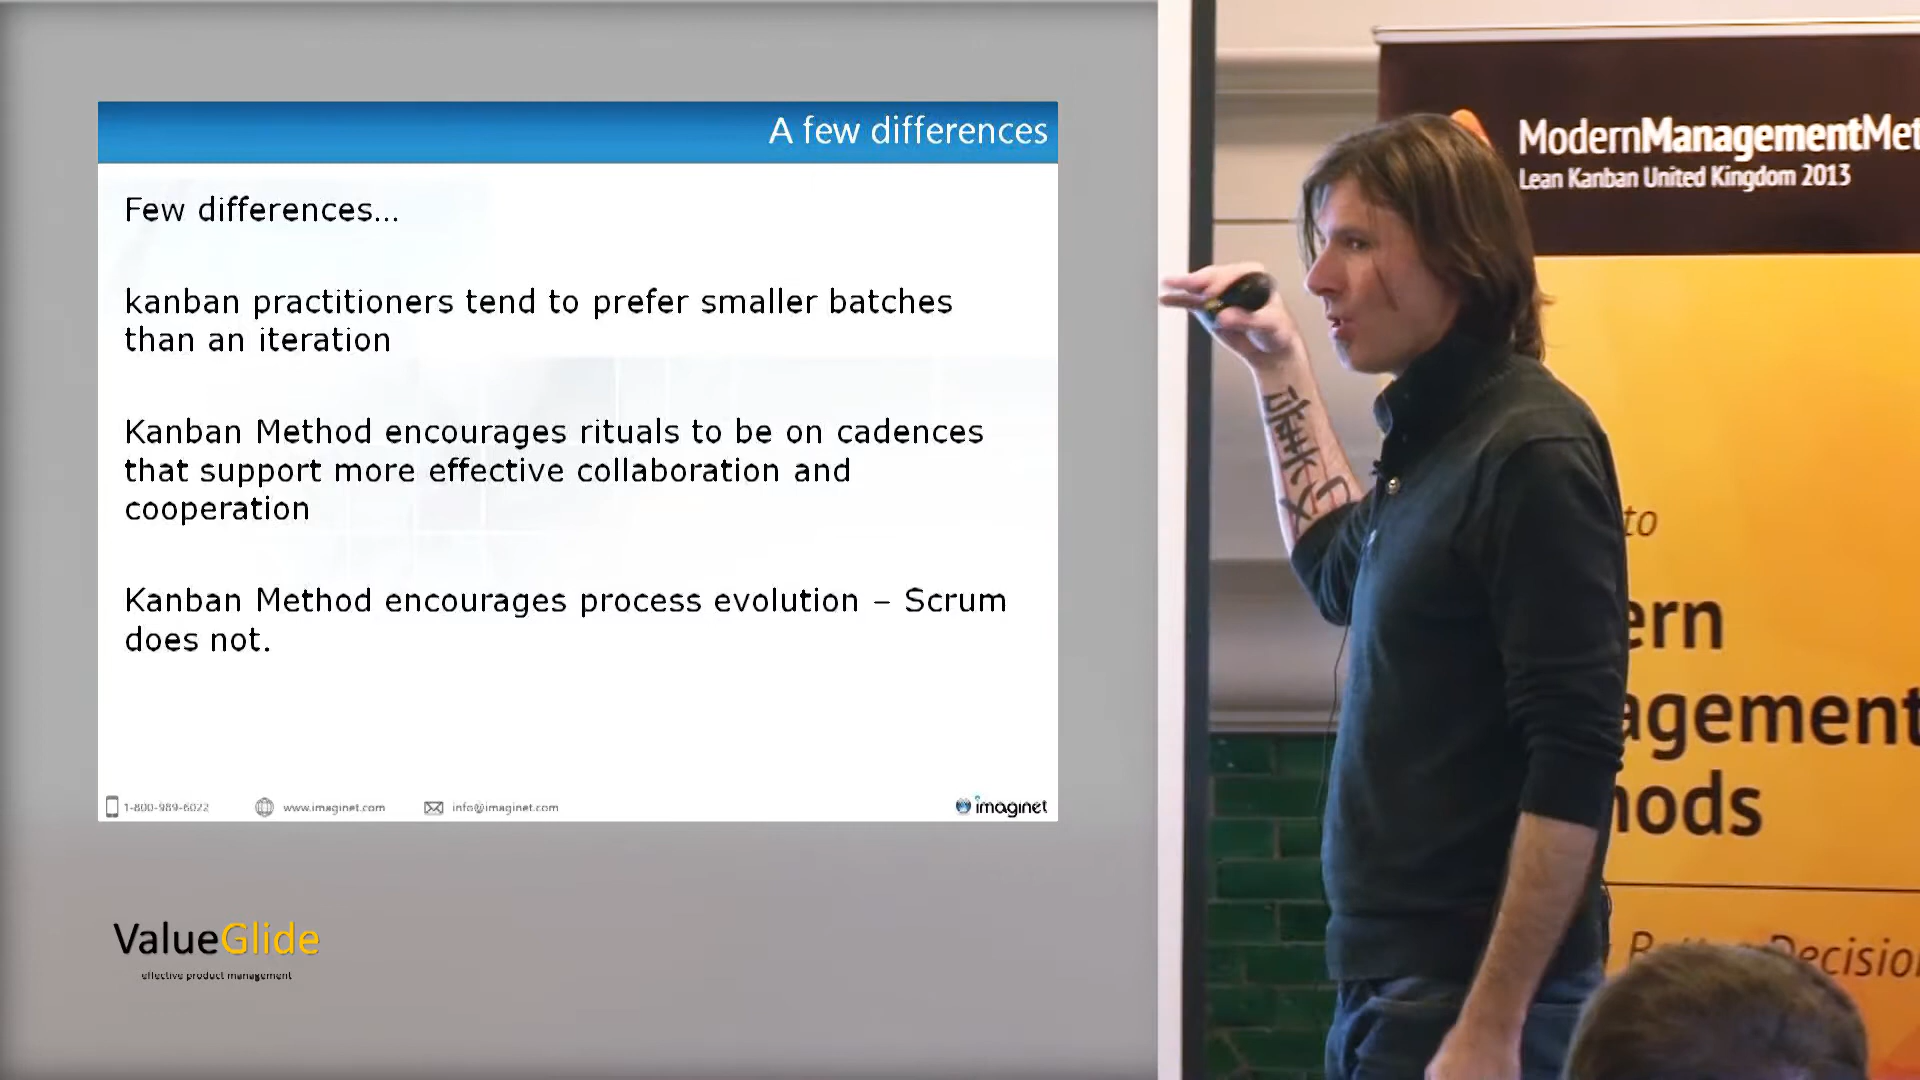 A few differences
Few differences...
kanban practitioners tend to prefer smaller batches
than an iteration
Kanban Method encourages rituals to be on cadences
that support more effective collaboration and
cooperation
Kanban Method encourages process evolution – Scrum
does not.
1-800-989-6022
www.imaginet.com
info@imaginet.com
imaginet
ValueGlide
effective product management
ModernManagementMet
Lean Kanban United Kingdom 2013
to
ern
agement
hods
Decisio